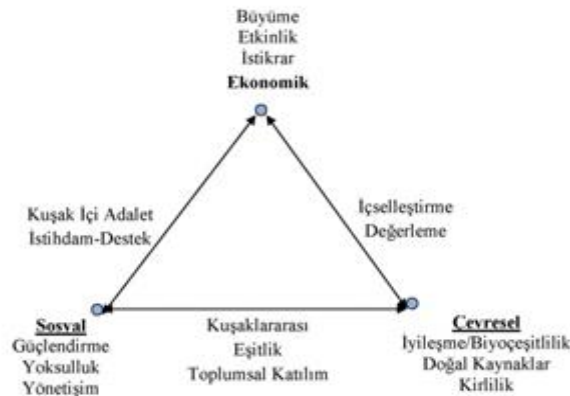 Büyüme
Etkinlik
İstikrar
Ekonomik
Kuşak İçi Adalet
İstihdam-Destek
İçselleştirme
Değerleme
Sosyal
Güçlendirme
Yoksulluk
Yönetişim
Kuşaklararası
Eşitlik
Toplumsal Katılım
Çevresel
İyileşme/Biyoçeşitlilik
Doğal Kaynaklar
Kirlilik